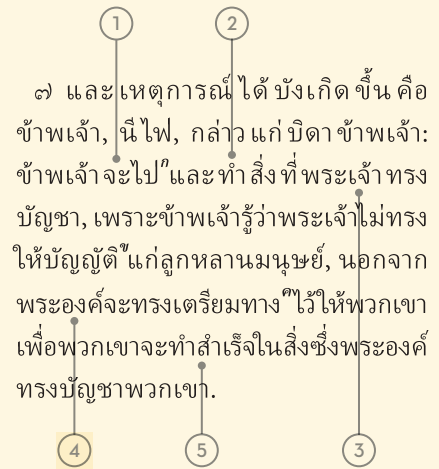 1 2
๗ และเหตุการณ์ ได้ บังเกิด ขึ้น คือ
ข้าพเจ้า, นีไฟ, กล่าว แก่ บิดา ข้าพเจ้า:
ข้าพเจ้าจะไปกและ ทำ สิ่ง ที่ พระเจ้า ทรง
บัญชา, เพราะข้าพเจ้ารู้ว่าพระเจ้าไม่ทรง
ให้บัญญัติขแก่ลูกหลานมนุษย์, นอกจาก
พระองค์จะทรงเตรียมทางคไว้ให้พวกเขา
เพื่อพวกเขาจะทำสำเร็จในสิ่งซึ่งพระองค์
ทรงบัญชาพวกเขา.
4 5 3